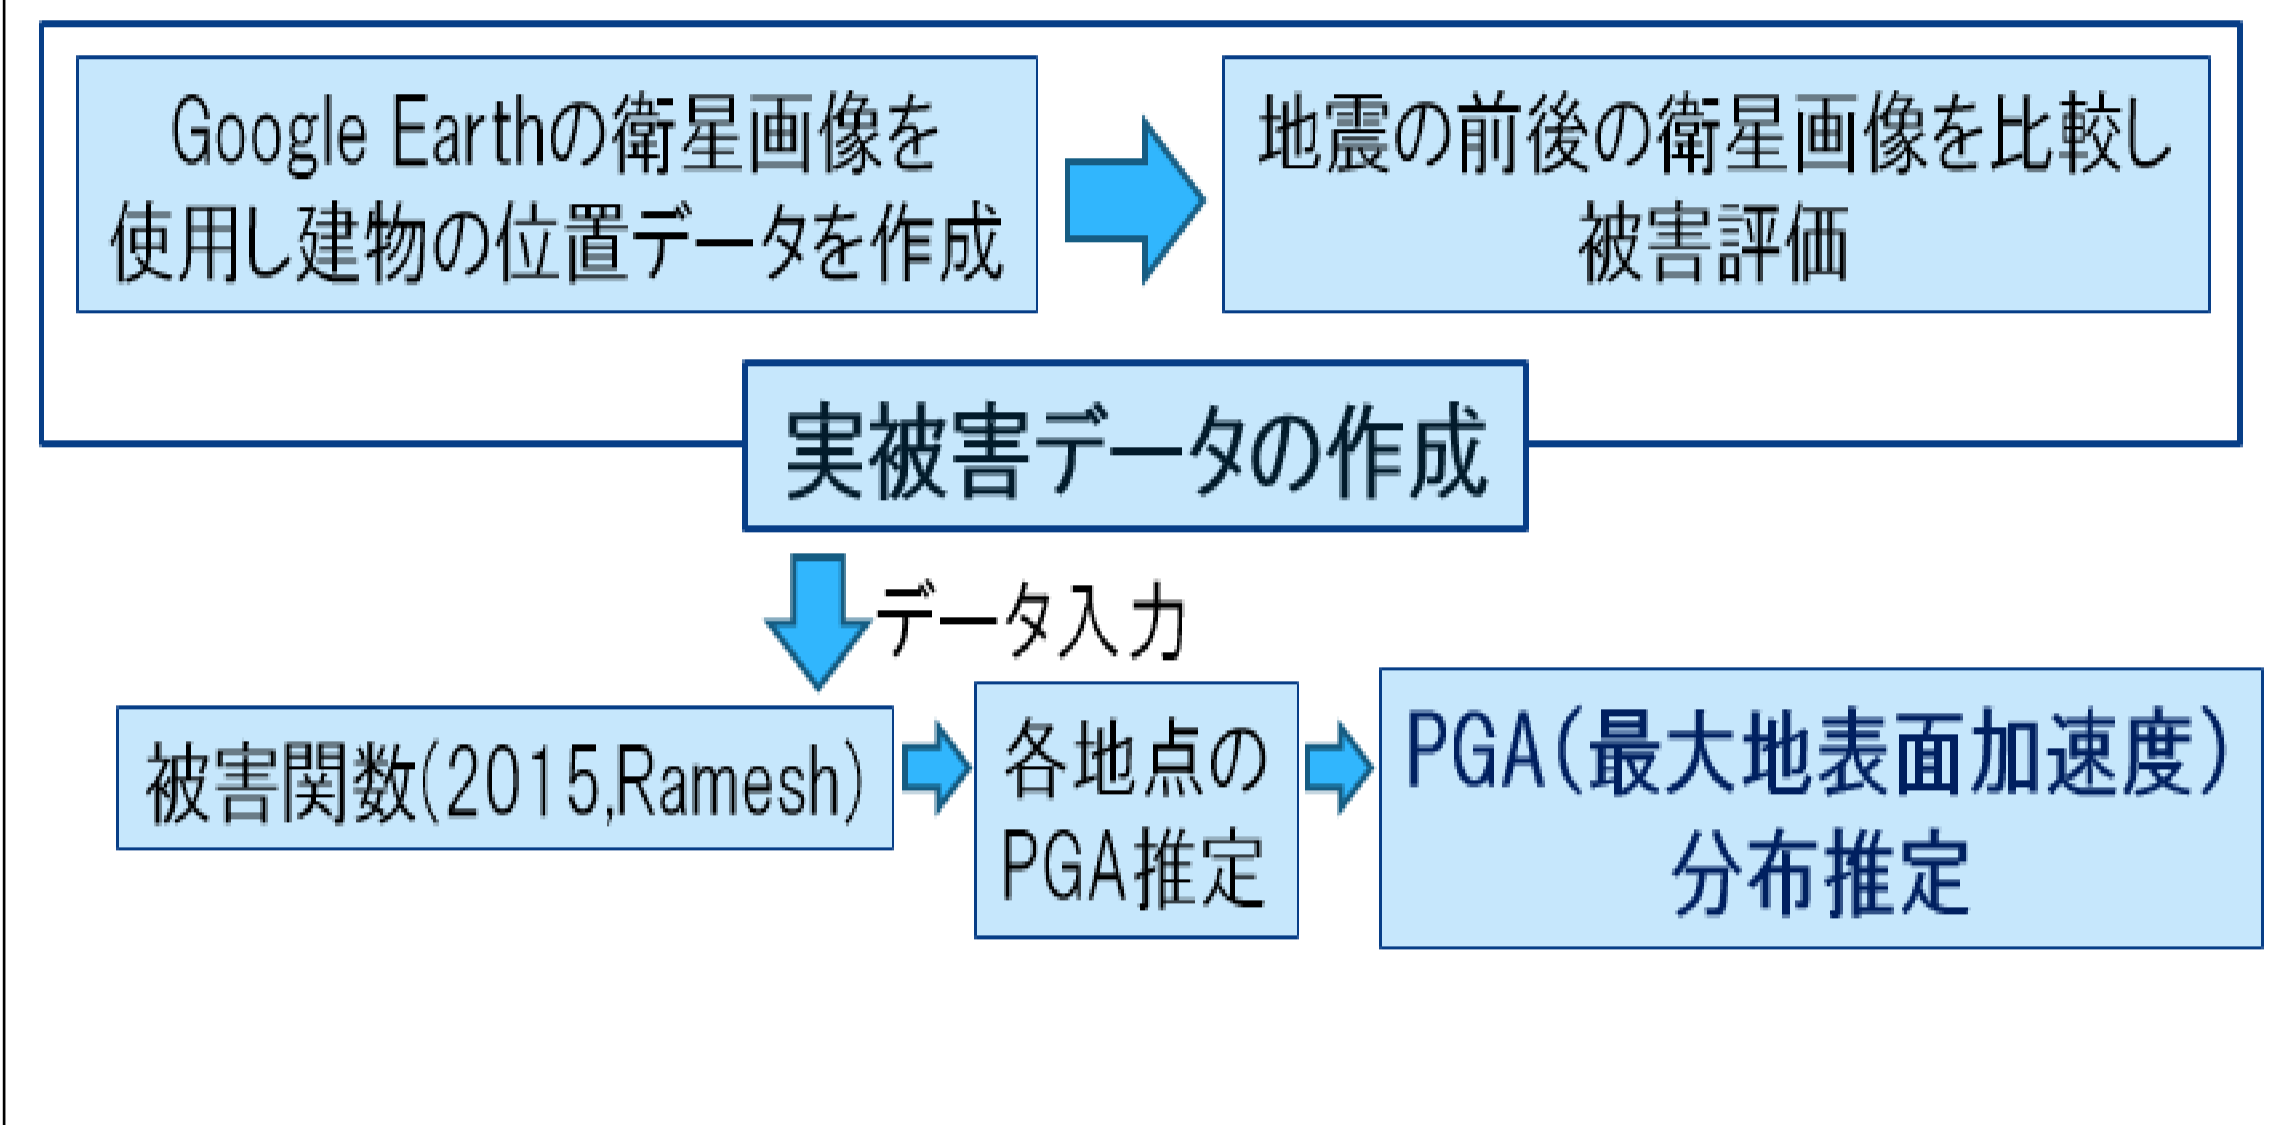 Google Earthの衛星画像を
使用し建物の位置データを作成
地震の前後の衛星画像を比較し
被害評価
実被害データの作成
データ入力
被害関数(2015,Ramesh)
各地点の
PGA推定
PGA(最大地表面加速度)
分布推定